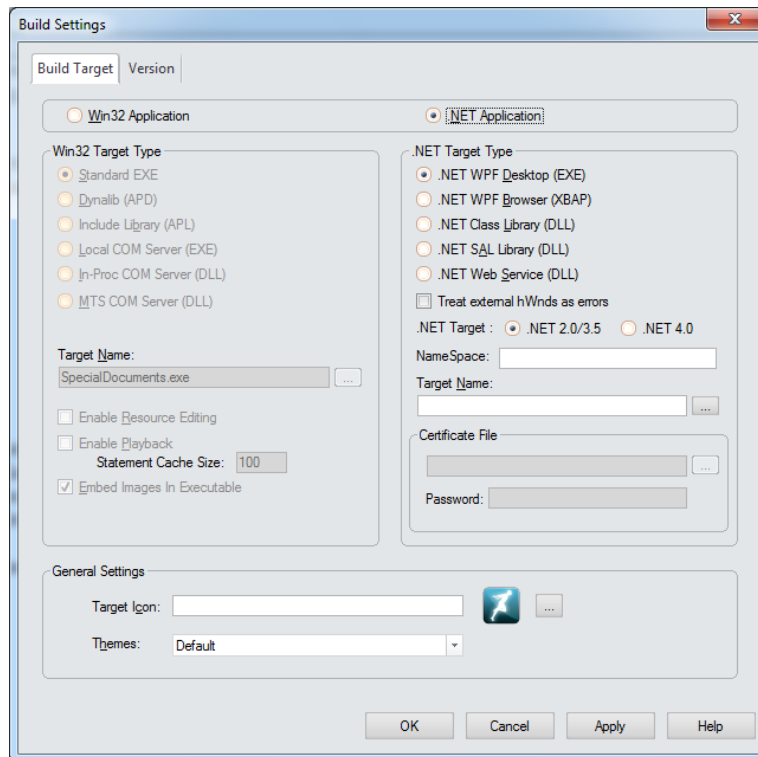 Build Settings
Build Target
Version
Win32 Application
.NET Application
Win32 Target Type
Standard EXE
Dynalib (APD)
Include Library (APL)
Local COM Server (EXE)
In-Proc COM Server (DLL)
MTS COM Server (DLL)
Target Name:
SpecialDocuments.exe
...
Enable Resource Editing
Enable Playback
Statement Cache Size: 100
Embed Images In Executable
.NET Target Type
.NET WPF Desktop (EXE)
.NET WPF Browser (XBAP)
.NET Class Library (DLL)
.NET SAL Library (DLL)
.NET Web Service (DLL)
Treat external hWnds as errors
.NET Target : .NET 2.0/3.5 .NET 4.0
NameSpace:
Target Name:
...
Certificate File
...
Password:
General Settings
Target Icon:
...
Themes: Default
OK Cancel Apply Help